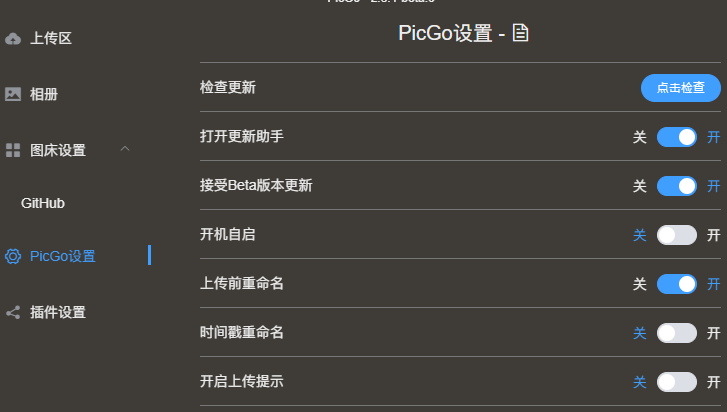 上传区
相册
图床设置
GitHub
PicGo设置
插件设置
PicGo设置 -
检查更新 点击检查
打开更新助手 关 开
接受Beta版本更新 关 开
开机自启 关 开
上传前重命名 关 开
时间戳重命名 关 开
开启上传提示 关 开